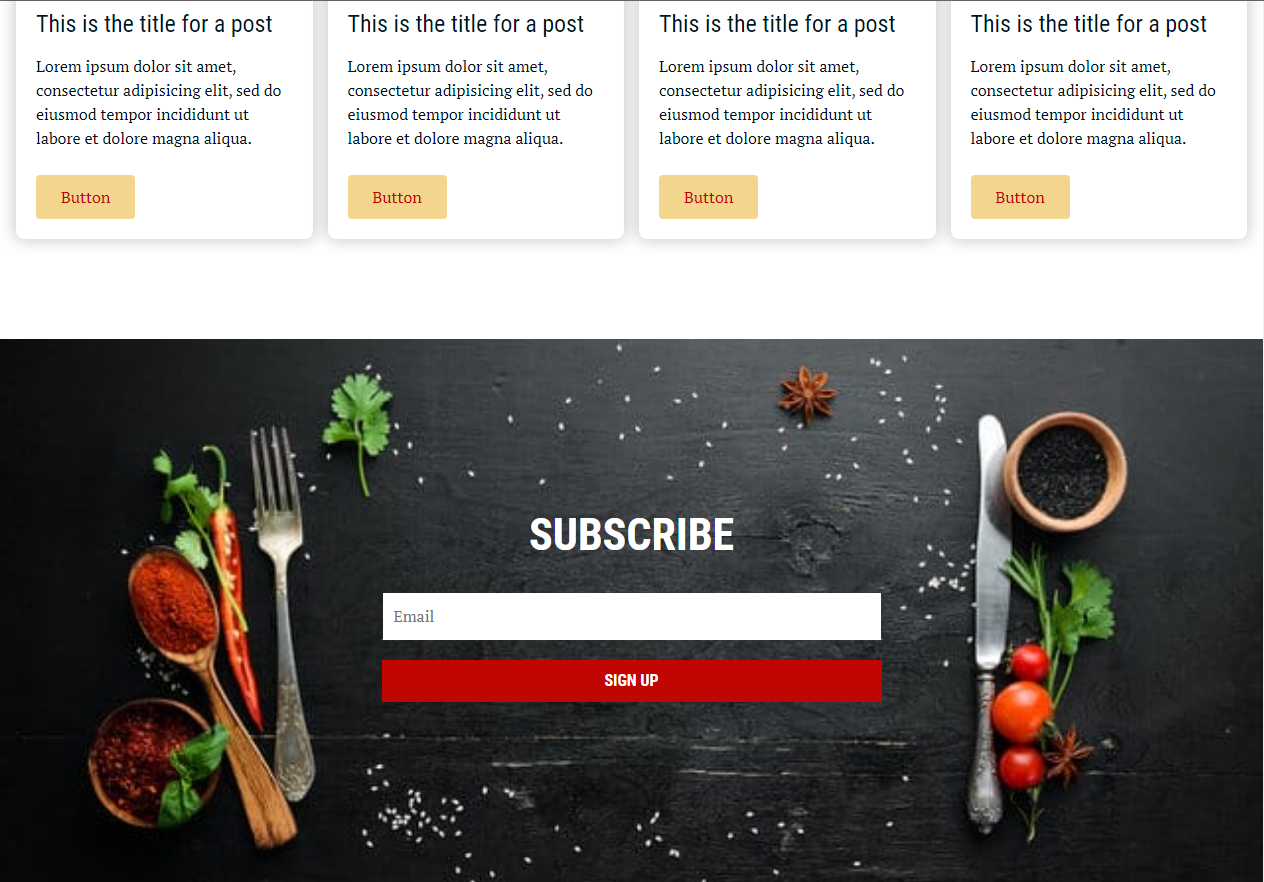 This is the title for a post
Lorem ipsum dolor sit amet,
consectetur adipisicing elit, sed do
eiusmod tempor incididunt ut
labore et dolore magna aliqua.
Button
This is the title for a post
Lorem ipsum dolor sit amet,
consectetur adipisicing elit, sed do
eiusmod tempor incididunt ut
labore et dolore magna aliqua.
Button
This is the title for a post
Lorem ipsum dolor sit amet,
consectetur adipisicing elit, sed do
eiusmod tempor incididunt ut
labore et dolore magna aliqua.
Button
This is the title for a post
Lorem ipsum dolor sit amet,
consectetur adipisicing elit, sed do
eiusmod tempor incididunt ut
labore et dolore magna aliqua.
Button
SUBSCRIBE
Email
SIGN UP